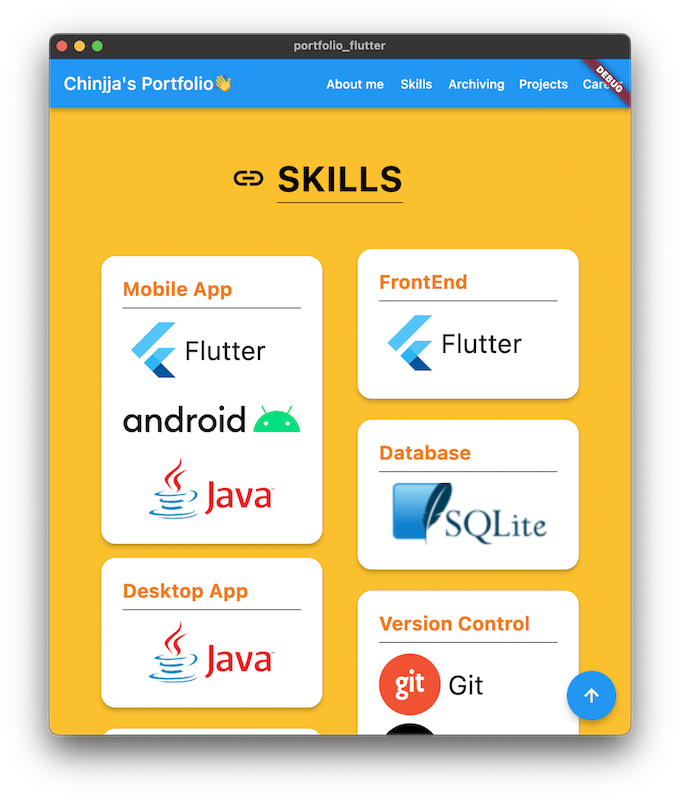 portfolio_flutter
Chinjja's Portfolio👋
About me Skills Archiving Projects
DEBUG
SKILLS
Mobile App
Flutter
android
Java
Desktop App
Java
FrontEnd
Flutter
Database
SQLite
Version Control
git Git